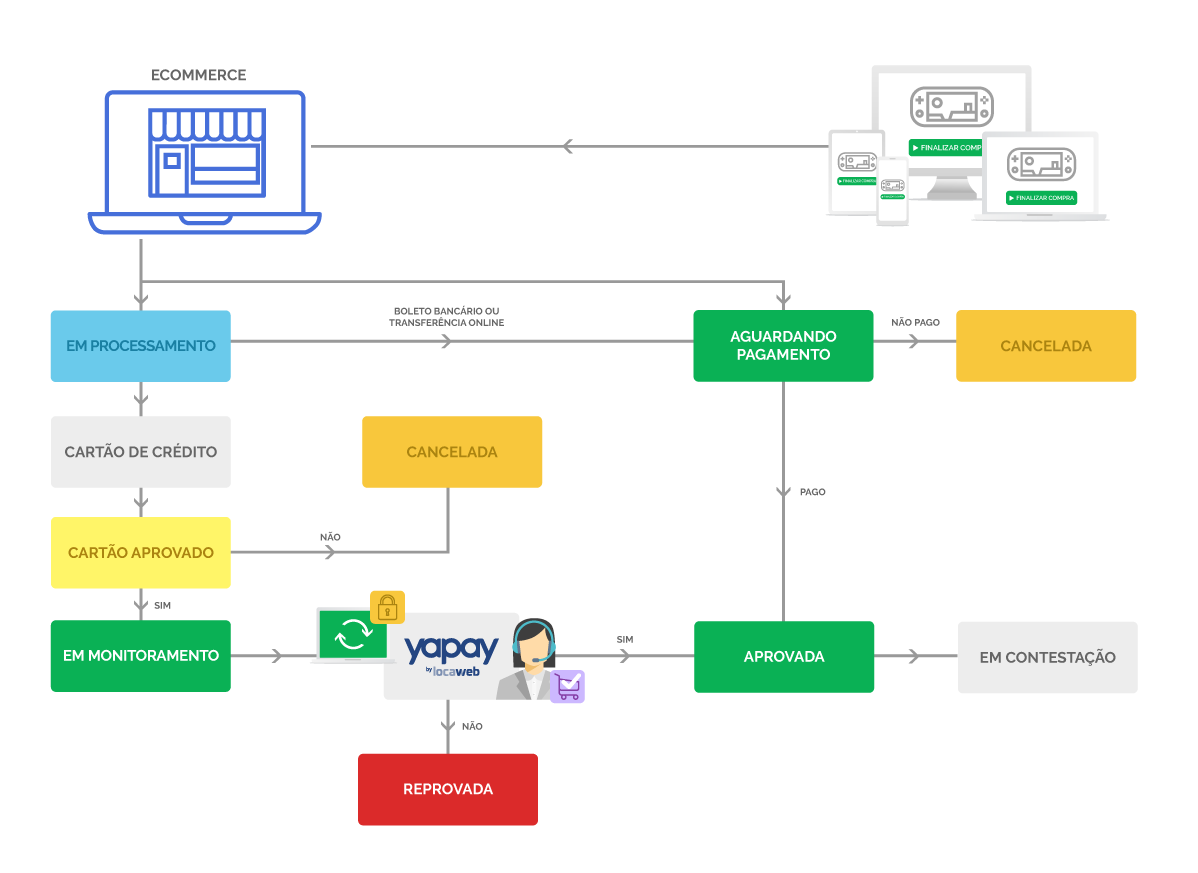 ECOMMERCE
▶ FINALIZAR COMP
▶ FINALIZAR COMPRA
▶ FINALIZAR COMPRA
▶ FINALIZAR COMPRA
BOLETO BANCÁRIO OU
TRANSFERÊNCIA ONLINE
EM PROCESSAMENTO
AGUARDANDO
PAGAMENTO
NÃO PAGO
CANCELADA
CARTÃO DE CRÉDITO
CANCELADA
PAGO
CARTÃO APROVADO
NÃO
SIM
EM MONITORAMENTO
yapay
by locaweb
SIM
APROVADA
EM CONTESTAÇÃO
NÃO
REPROVADA